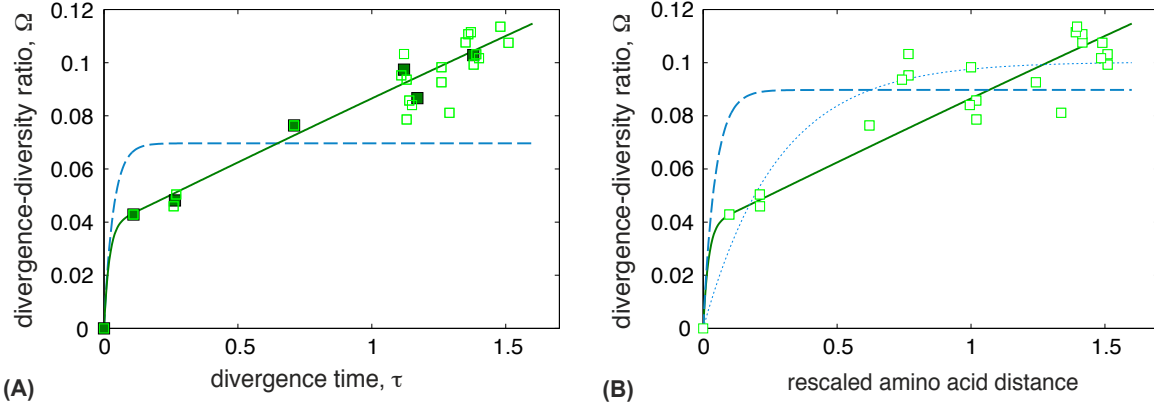 0.12
0.1
0.08
0.06
0.04
0.02
0
divergence-diversity ratio, Ω
0 0.5 1 1.5
divergence time, τ
(A)
0.12
0.1
0.08
0.06
0.04
0.02
0
divergence-diversity ratio, Ω
0 0.5 1 1.5
rescaled amino acid distance
(B)